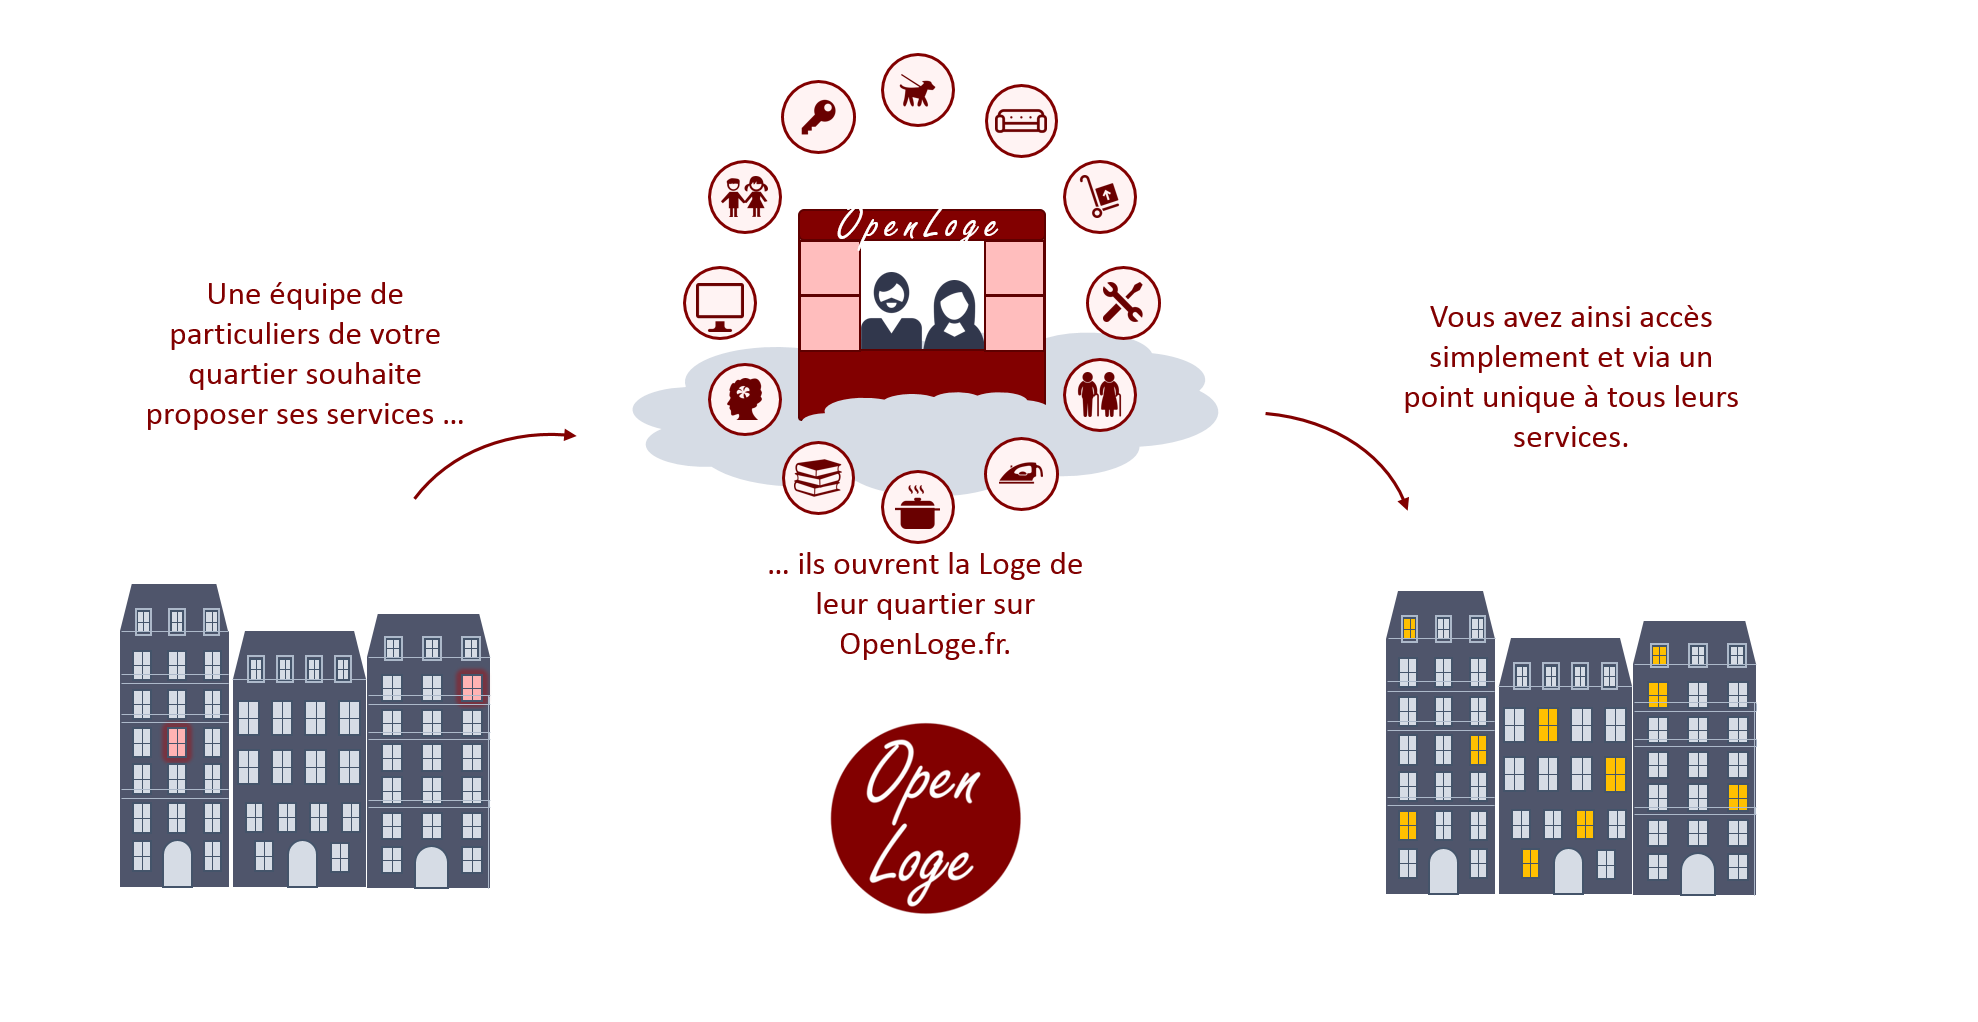 Une équipe de
particuliers de votre
quartier souhaite
proposer ses services ...
OpenLoge
... ils ouvrent la Loge de
leur quartier sur
OpenLoge.fr.
Vous avez ainsi accès
simplement et via un
point unique à tous leurs
services.
Open
Loge